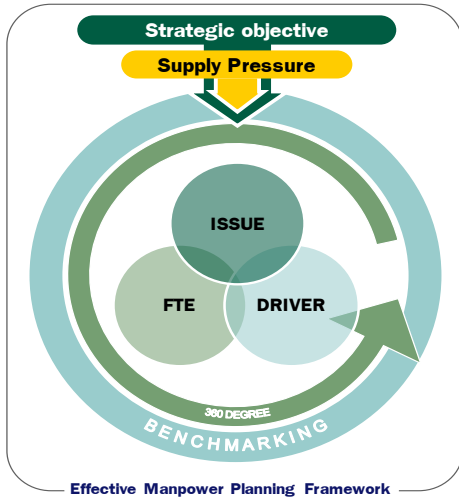 Strategic objective
Supply Pressure
ISSUE
FTE
DRIVER
360 DEGREE
BENCHMARKING
Effective Manpower Planning Framework